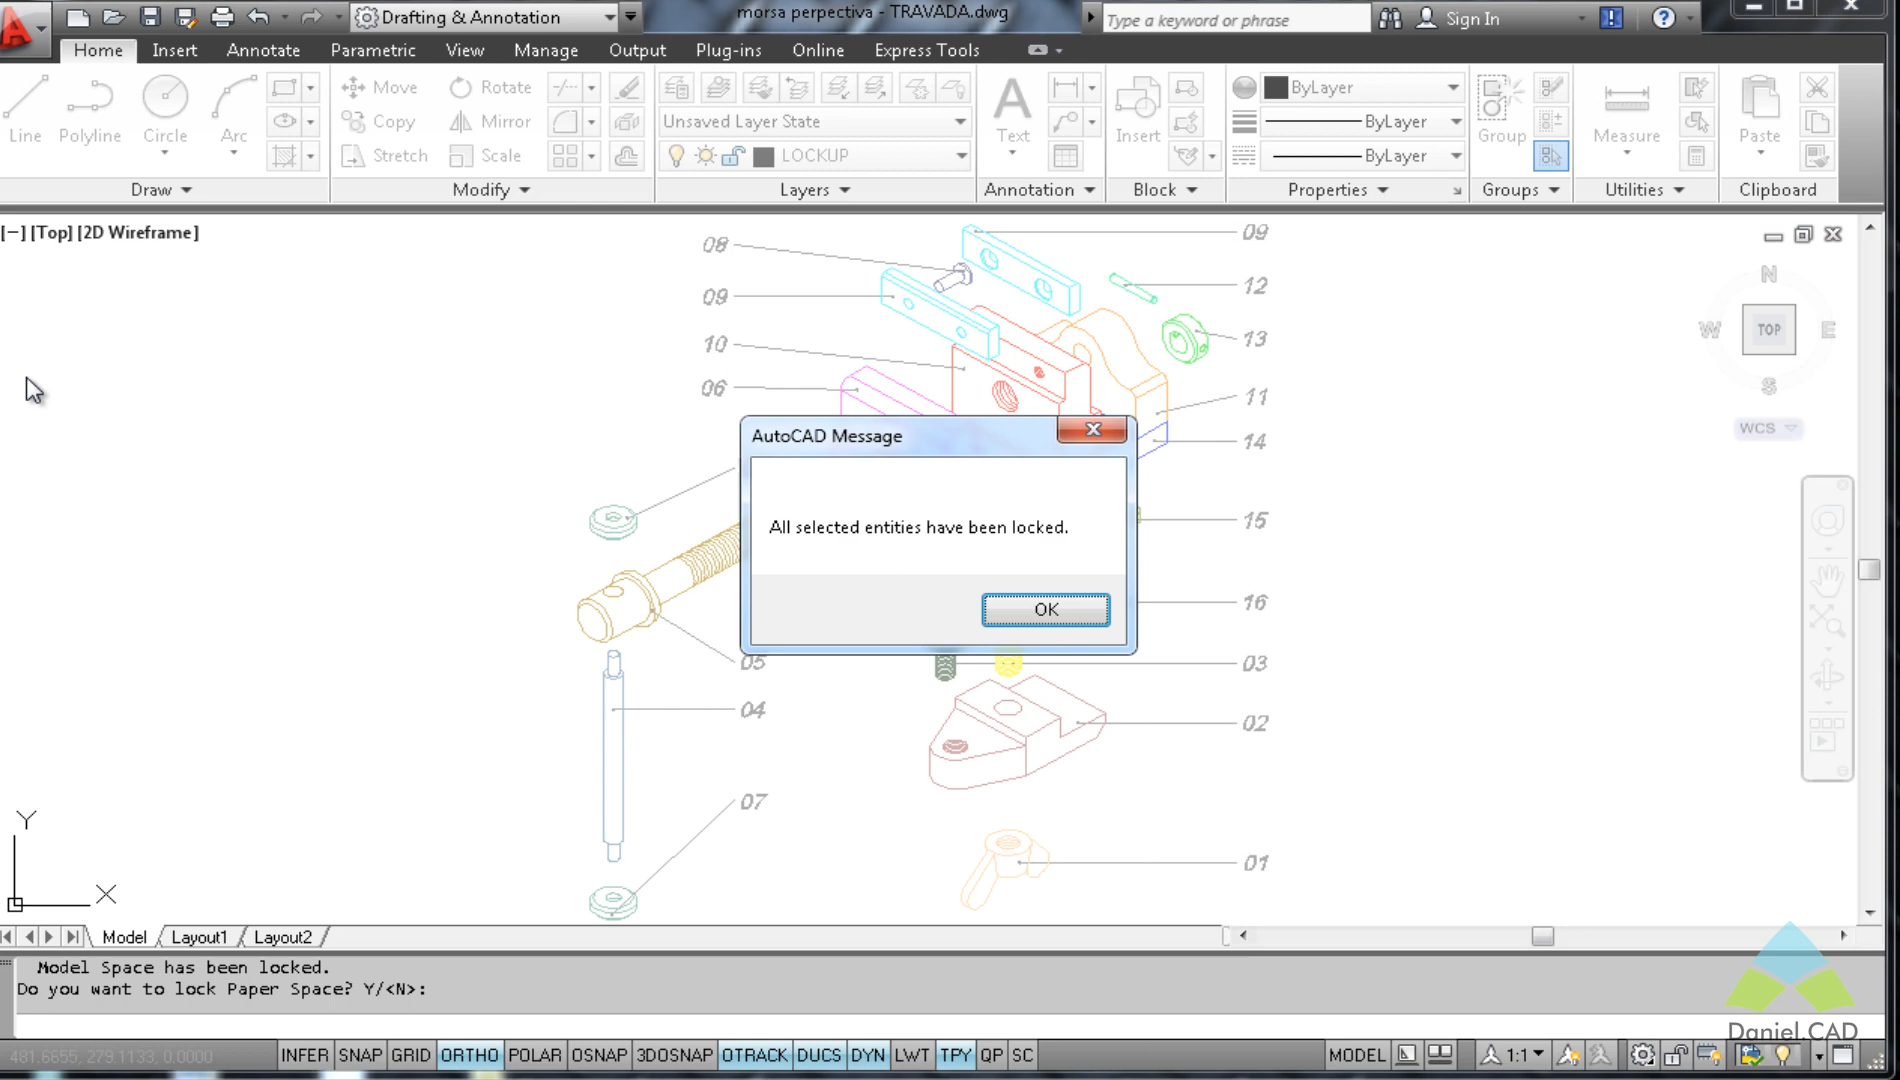 Drafting & Annotation
morsa perpectiva - TRAVADA.dwg
Type a keyword or phrase
Sign In
Home Insert Annotate Parametric View Manage Output Plug-ins Online Express Tools
Move Rotate ByLayer
Copy Mirror Unsaved Layer State ByLayer
Line Polyline Circle Arc Text Insert Group Measure Paste
Stretch Scale LOCKUP ByLayer
Draw Modify Layers Annotation Block Properties Groups Utilities Clipboard
[−] [Top] [2D Wireframe]
08 09
09 12
10 13
06 11
14
15
16
05 03
04 02
07
01
N
W TOP E
S
WCS
AutoCAD Message
All selected entities have been locked.
OK
Y
X
Model Layout1 Layout2
Model Space has been locked.
Do you want to lock Paper Space? Y/<N>:
Daniel.CAD
481.6655, 279.1133, 0.0000 INFER SNAP GRID ORTHO POLAR OSNAP 3DOSNAP OTRACK DUCS DYN LWT TPY QP SC MODEL 1:1